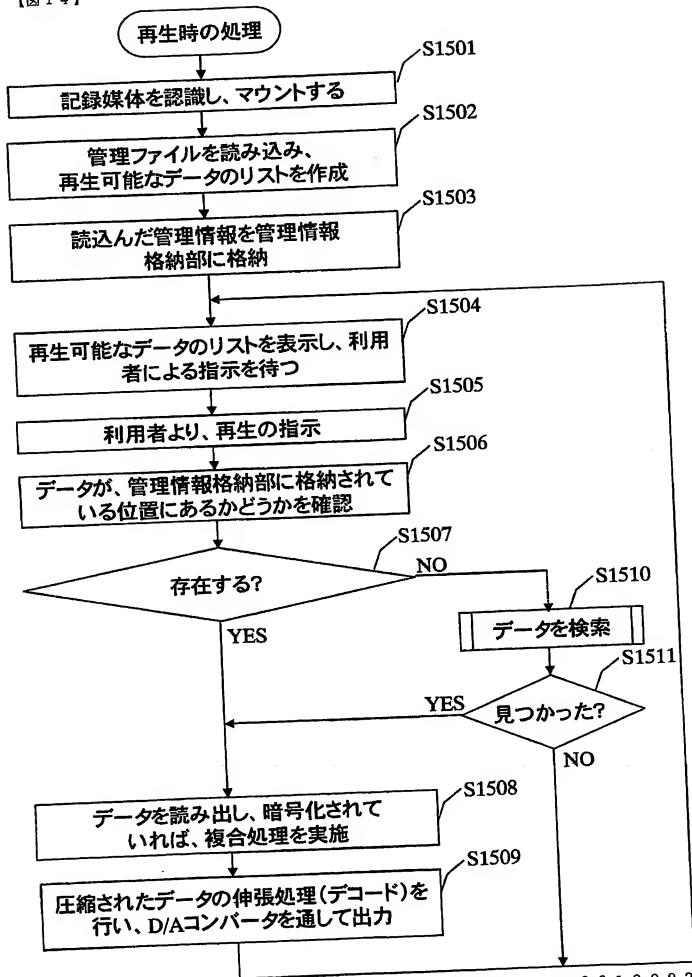 【図14】
再生時の処理
S1501
記録媒体を認識し、マウントする
S1502
管理ファイルを読み込み、
再生可能なデータのリストを作成
S1503
読込んだ管理情報を管理情報
格納部に格納
S1504
再生可能なデータのリストを表示し、利用
者による指示を待つ
S1505
利用者より、再生の指示
S1506
データが、管理情報格納部に格納されて
いる位置にあるかどうかを確認
S1507
存在する?
NO
YES
S1510
データを検索
S1511
見つかった?
YES
NO
S1508
データを読み出し、暗号化されて
いれば、複合処理を実施
S1509
圧縮されたデータの伸張処理(デコード)を
行い、D/Aコンバータを通して出力